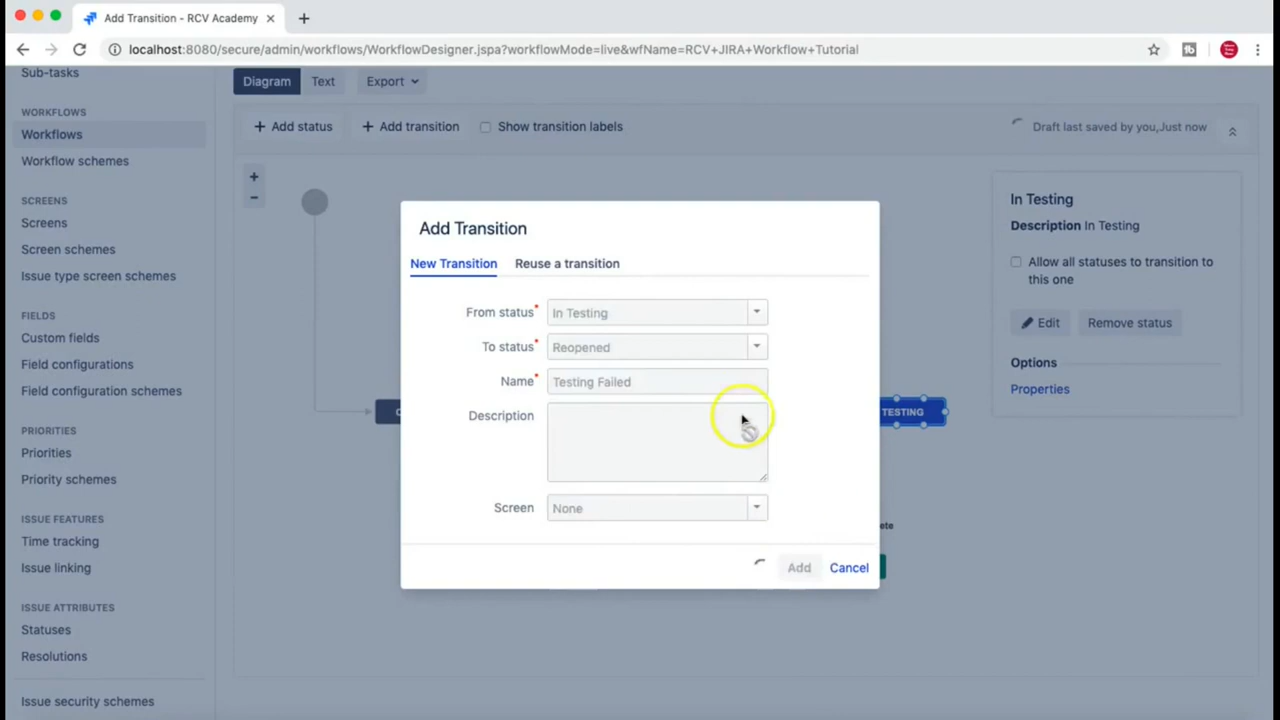 Add Transition - RCV Academy
localhost:8080/secure/admin/workflows/WorkflowDesigner.jspa?workflowMode=live&wfName=RCV+JIRA+Workflow+Tutorial
Sub-tasks
WORKFLOWS
Workflows
Workflow schemes
SCREENS
Screens
Screen schemes
Issue type screen schemes
FIELDS
Custom fields
Field configurations
Field configuration schemes
PRIORITIES
Priorities
Priority schemes
ISSUE FEATURES
Time tracking
Issue linking
ISSUE ATTRIBUTES
Statuses
Resolutions
Issue security schemes
Diagram Text Export
+ Add status + Add transition Show transition labels Draft last saved by you,Just now
+
-
Add Transition
New Transition Reuse a transition
From status* In Testing
To status* Reopened
Name* Testing Failed
Description
Screen None
Add Cancel
TESTING
ete
In Testing
Description In Testing
Allow all statuses to transition to
this one
Edit Remove status
Options
Properties